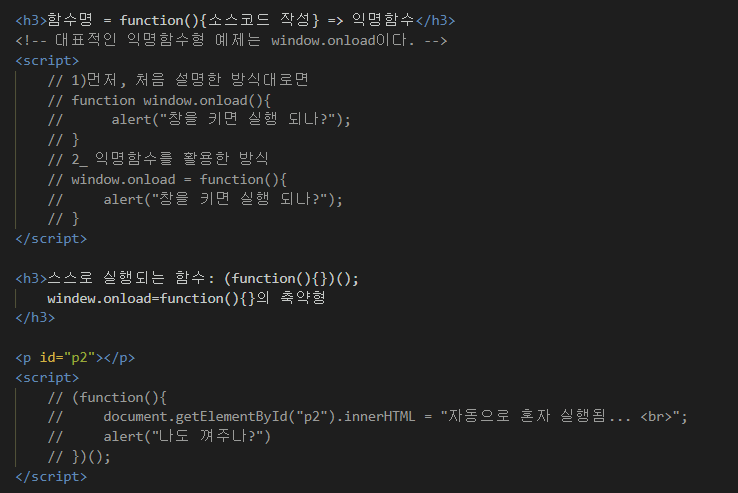 <h3>함수명 = function(){소스코드 작성} => 익명함수</h3>
<!-- 대표적인 익명함수형 예제는 window.onload이다. -->
<script>
// 1)먼저, 처음 설명한 방식대로면
// function window.onload(){
//     alert("창을 키면 실행 되나?");
// }
// 2_ 익명함수를 활용한 방식
// window.onload = function(){
//    alert("창을 키면 실행 되나?");
// }
</script>
<h3>스스로 실행되는 함수: (function(){})();
windew.onload=function(){}의 축약형
</h3>
<p id="p2"></p>
<script>
// (function(){
//    document.getElementById("p2").innerHTML = "자동으로 혼자 실행됨... <br>";
//    alert("나도 껴주나?")
// })();
</script>